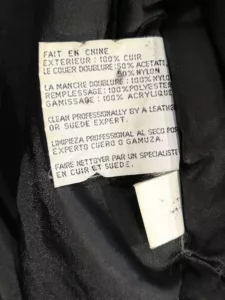 FAIT EN CHINE
EXTERIEUR: 100% CUIR
LE COUER DOUBLURE: 50% ACETATE,
50% NYLON
LA MANCHE DOUBLURE: 100% NYLO
REMPLESSAGE: 100% POLYESTER
GAMISSAGE: 100% ACRYLIQUE
CLEAN PROFESSIONALLY BY A LEATHER
OR SUEDE EXPERT.
LIMPIEZA PROFESSIONAL AL SECO POR
EXPERTO CUERO O GAMUZA.
FAIRE NETTOYER PAR UN SPECIALISTE
EN CUIR ET SUEDE.